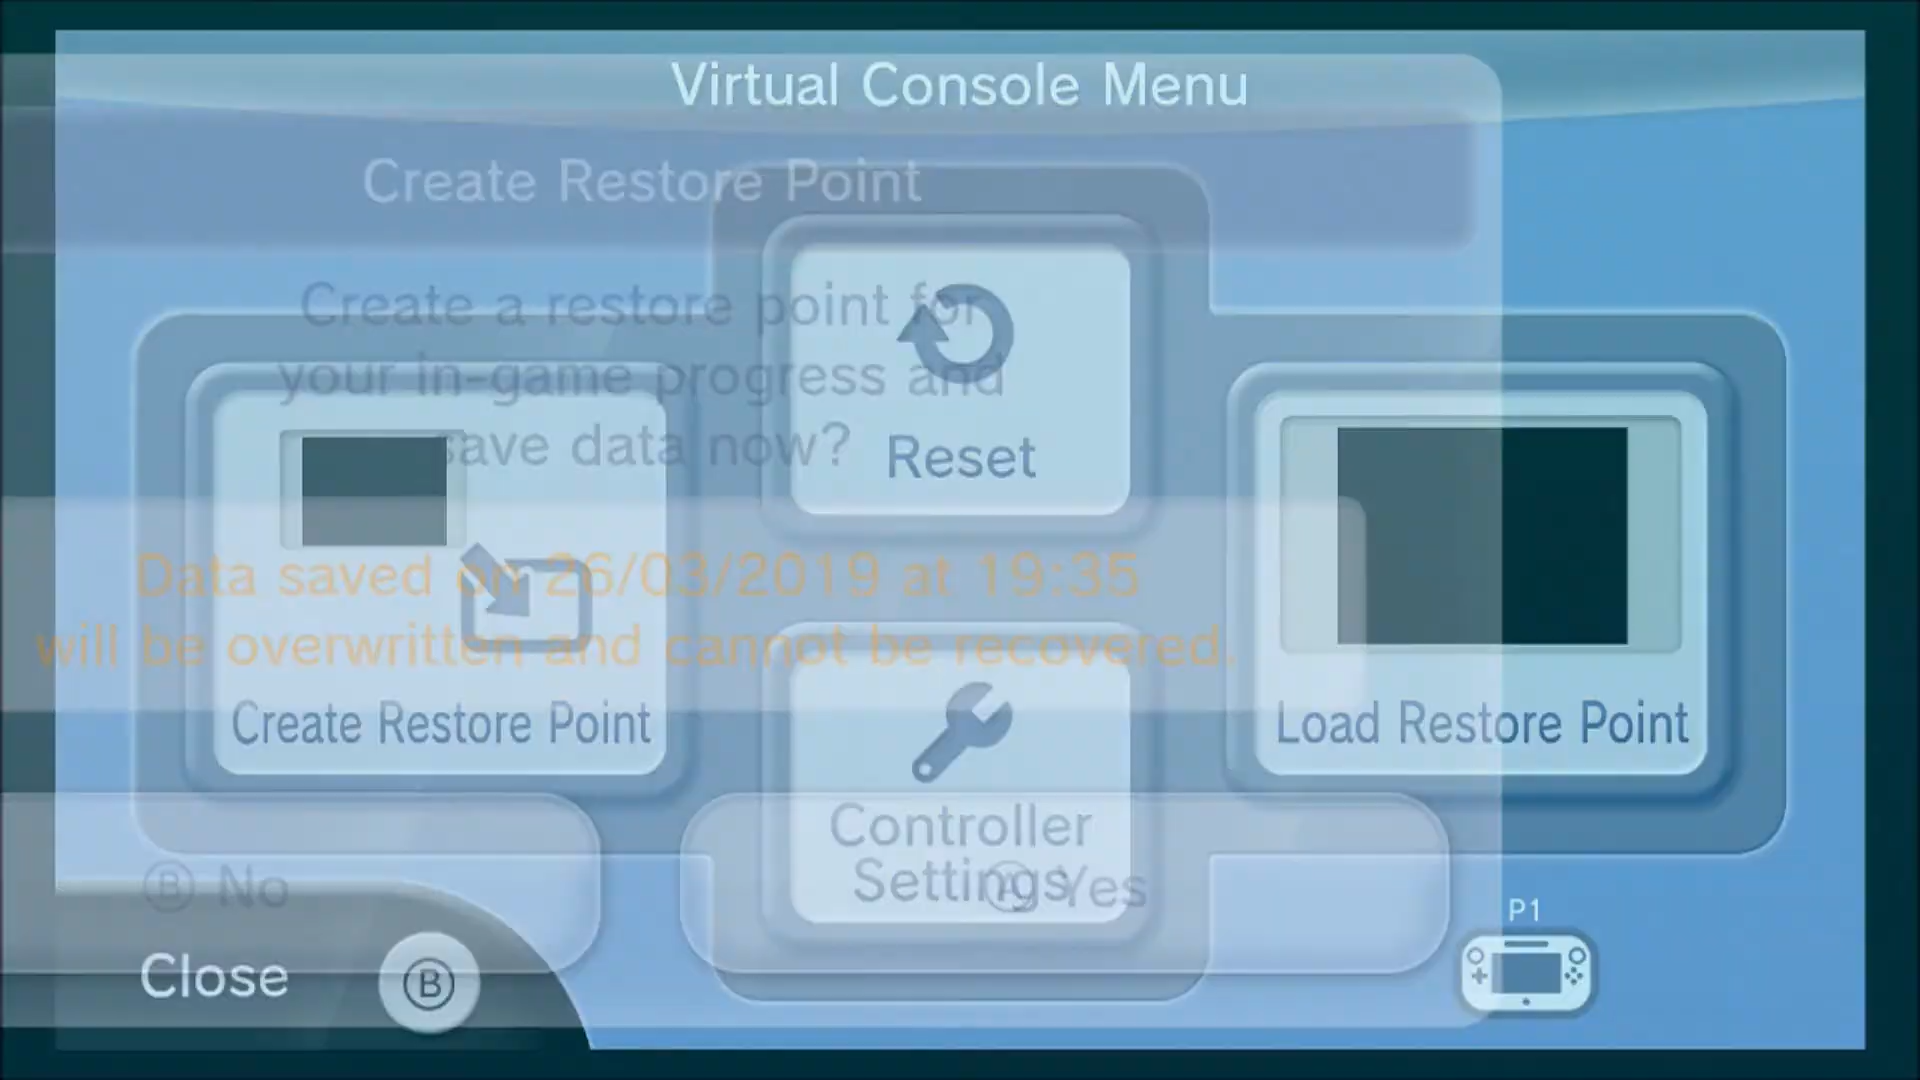 Virtual Console Menu
Create Restore Point
Create a restore point for
your in-game progress and
save data now?
Reset
Data saved on 26/03/2019 at 19:35
will be overwritten and cannot be recovered.
Create Restore Point
Load Restore Point
Controller
Settings
B No
A Yes
P1
Close B